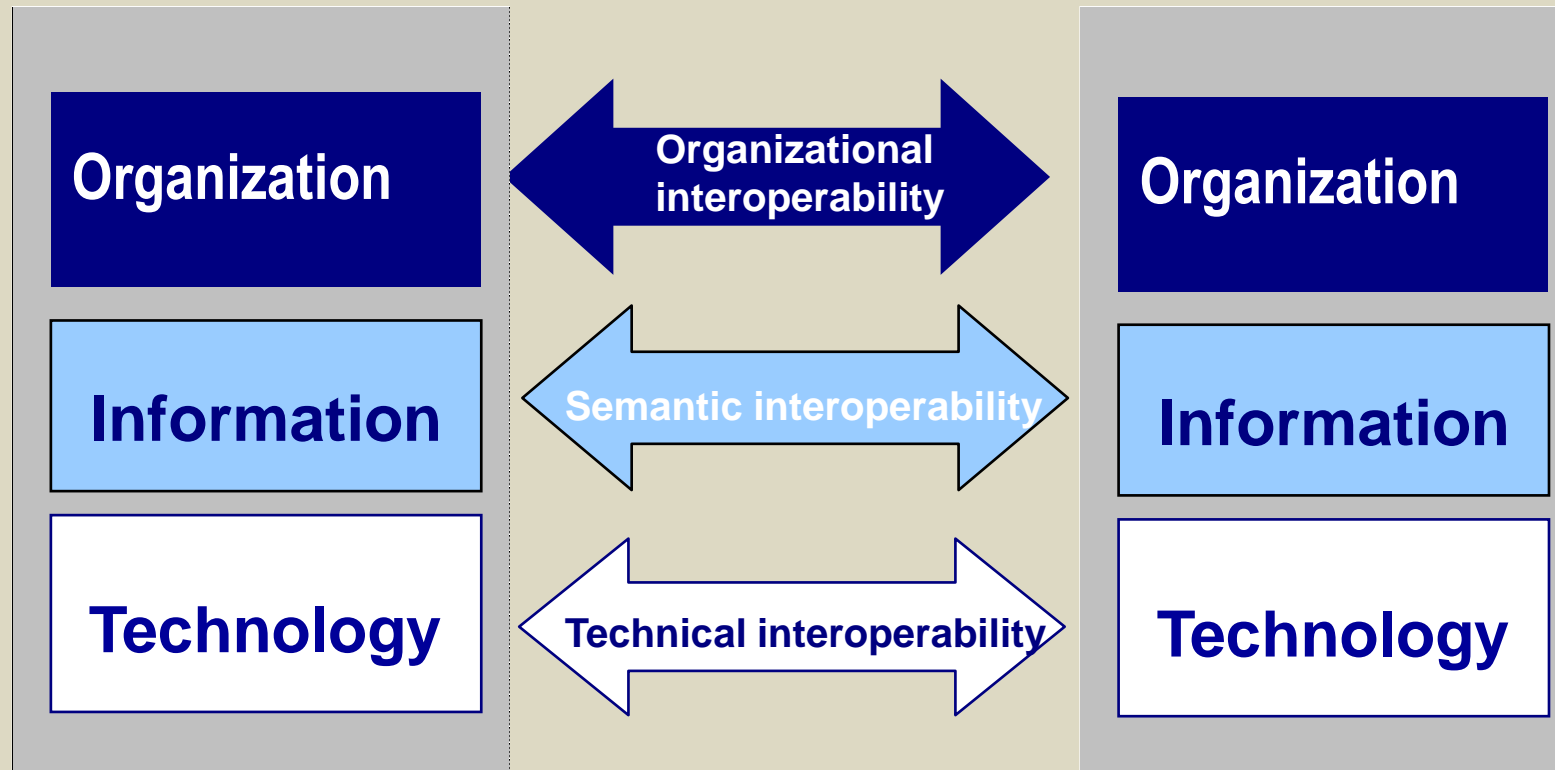 Organization
Organizational
interoperability
Organization
Information
Semantic interoperability
Information
Technology
Technical interoperability
Technology